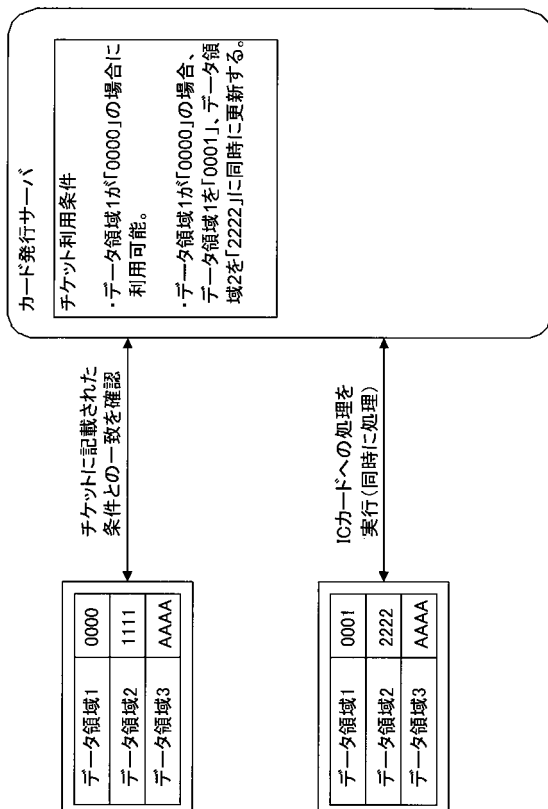 カード発行サーバ
チケット利用条件
・データ領域1が「0000」の場合に
利用可能。
・データ領域1が「0000」の場合、
データ領域1を「0001」、データ領
域2を「2222」に同時に更新する。
チケットに記載された
条件との一致を確認
ICカードへの処理を
実行(同時に処理)
データ領域1 0000
データ領域2 1111
データ領域3 AAAA
データ領域1 0001
データ領域2 2222
データ領域3 AAAA